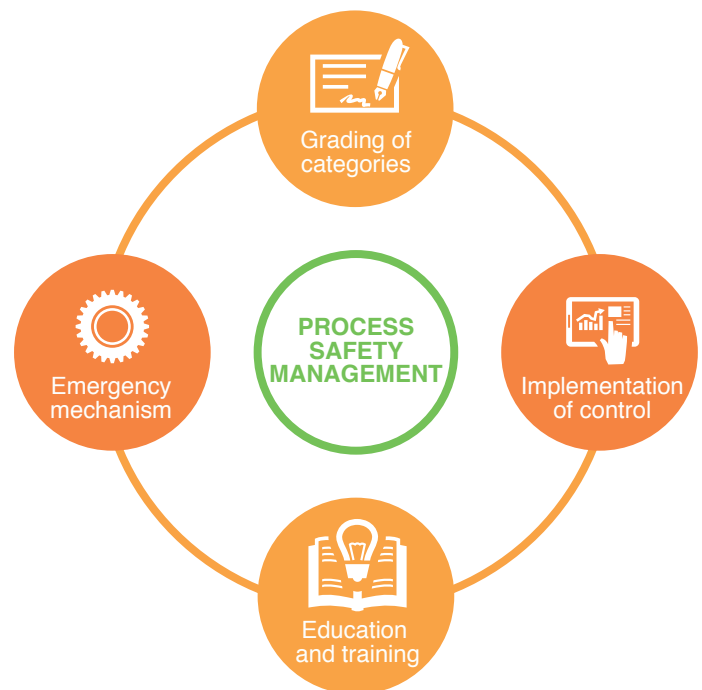 Grading of
categories
PROCESS
SAFETY
MANAGEMENT
Emergency
mechanism
Implementation
of control
Education
and training